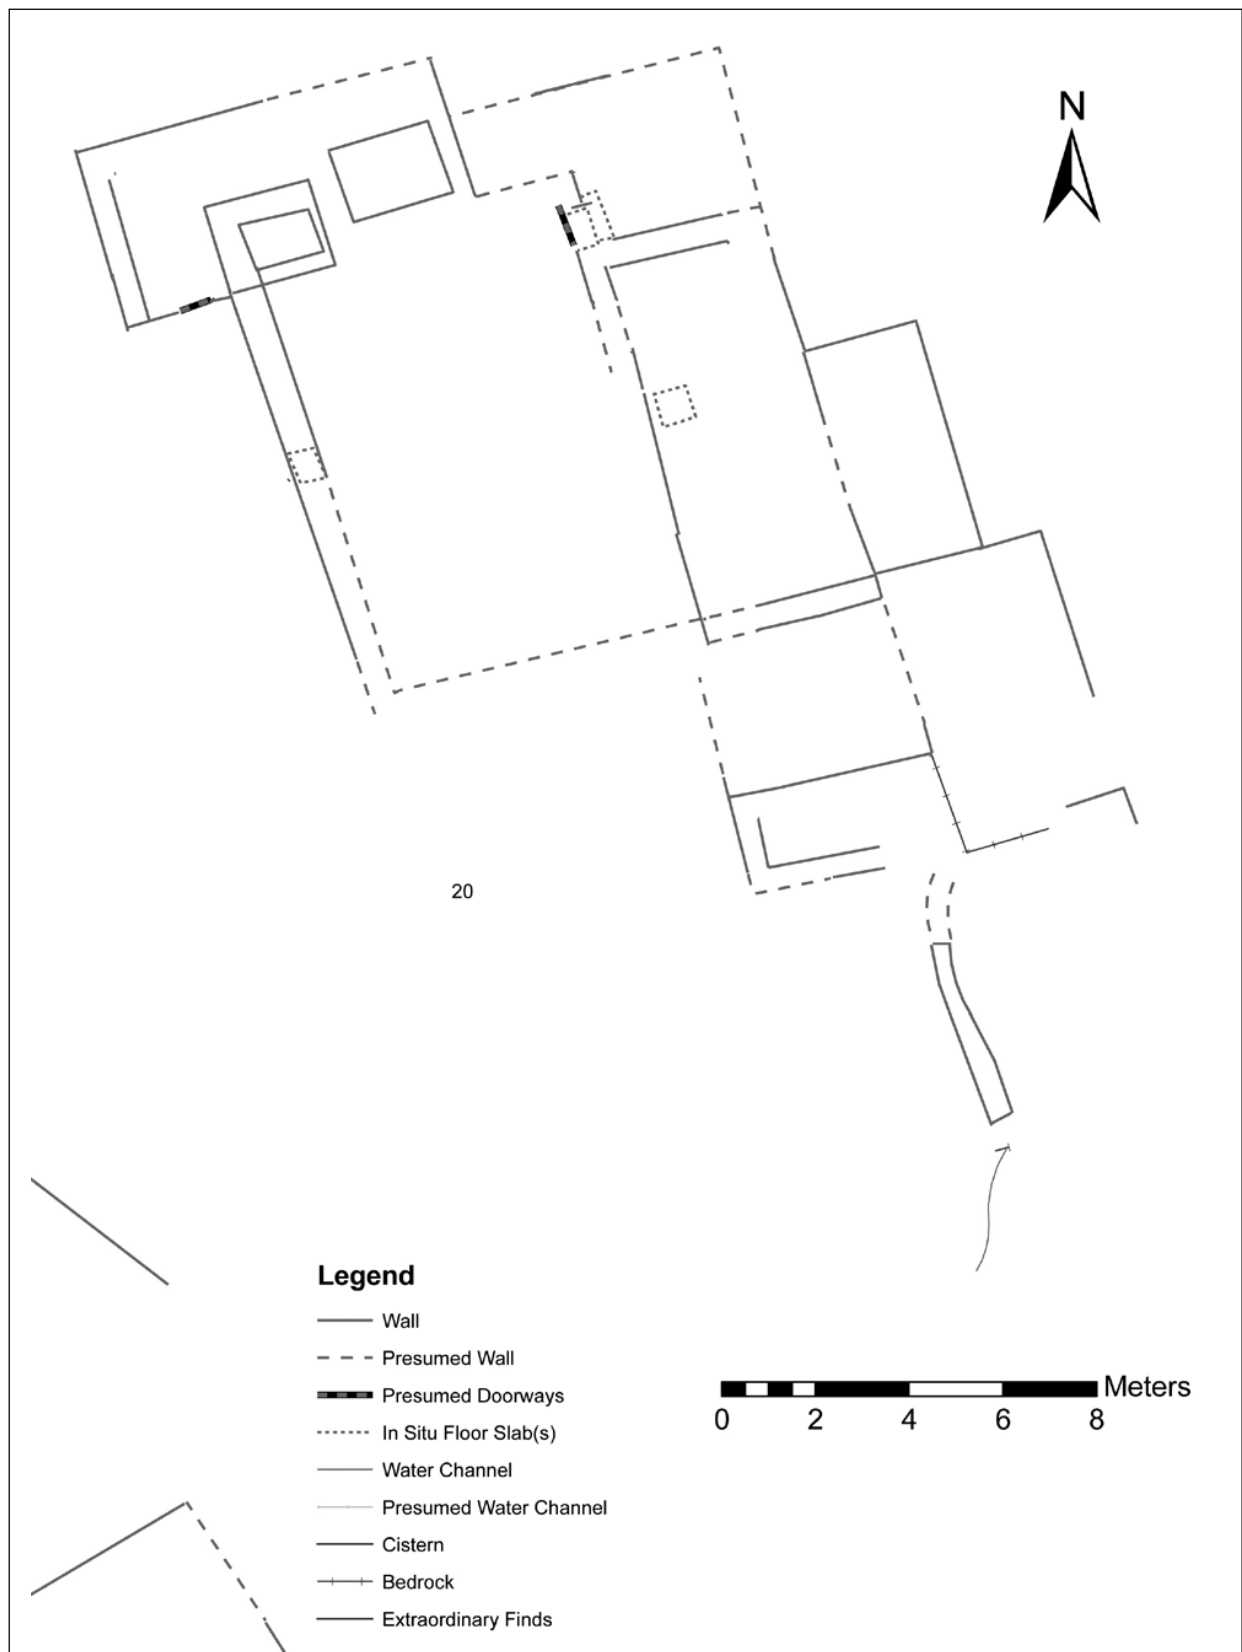 N
20
Legend
Wall
Presumed Wall
Presumed Doorways
In Situ Floor Slab(s)
Water Channel
Presumed Water Channel
Cistern
Bedrock
Extraordinary Finds
Meters
0 2 4 6 8